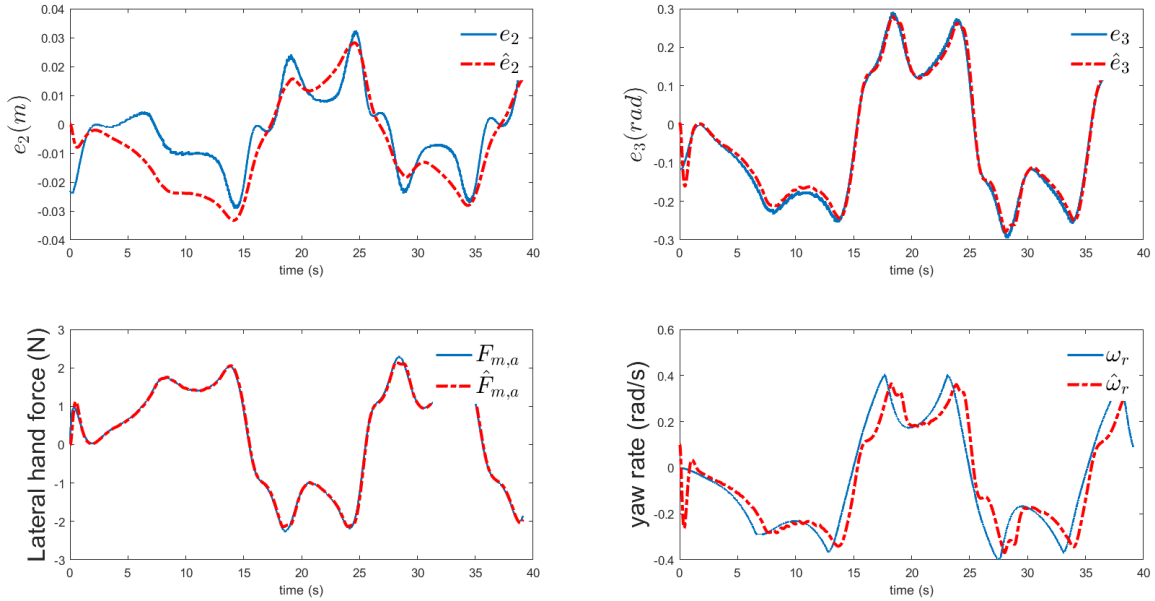 0.04
0.03
0.02
0.01
0
-0.01
-0.02
-0.03
-0.04
e₂(m)
e₂
ê₂
0 5 10 15 20 25 30 35 40
time (s)
0.3
0.2
0.1
0
-0.1
-0.2
-0.3
e₃(rad)
e₃
ê₃
0 5 10 15 20 25 30 35 40
time (s)
3
2
1
0
-1
-2
-3
Lateral hand force (N)
F_{m,a}
F̂_{m,a}
0 5 10 15 20 25 30 35 40
time (s)
0.6
0.4
0.2
0
-0.2
-0.4
yaw rate (rad/s)
ωᵣ
ω̂ᵣ
0 5 10 15 20 25 30 35 40
time (s)